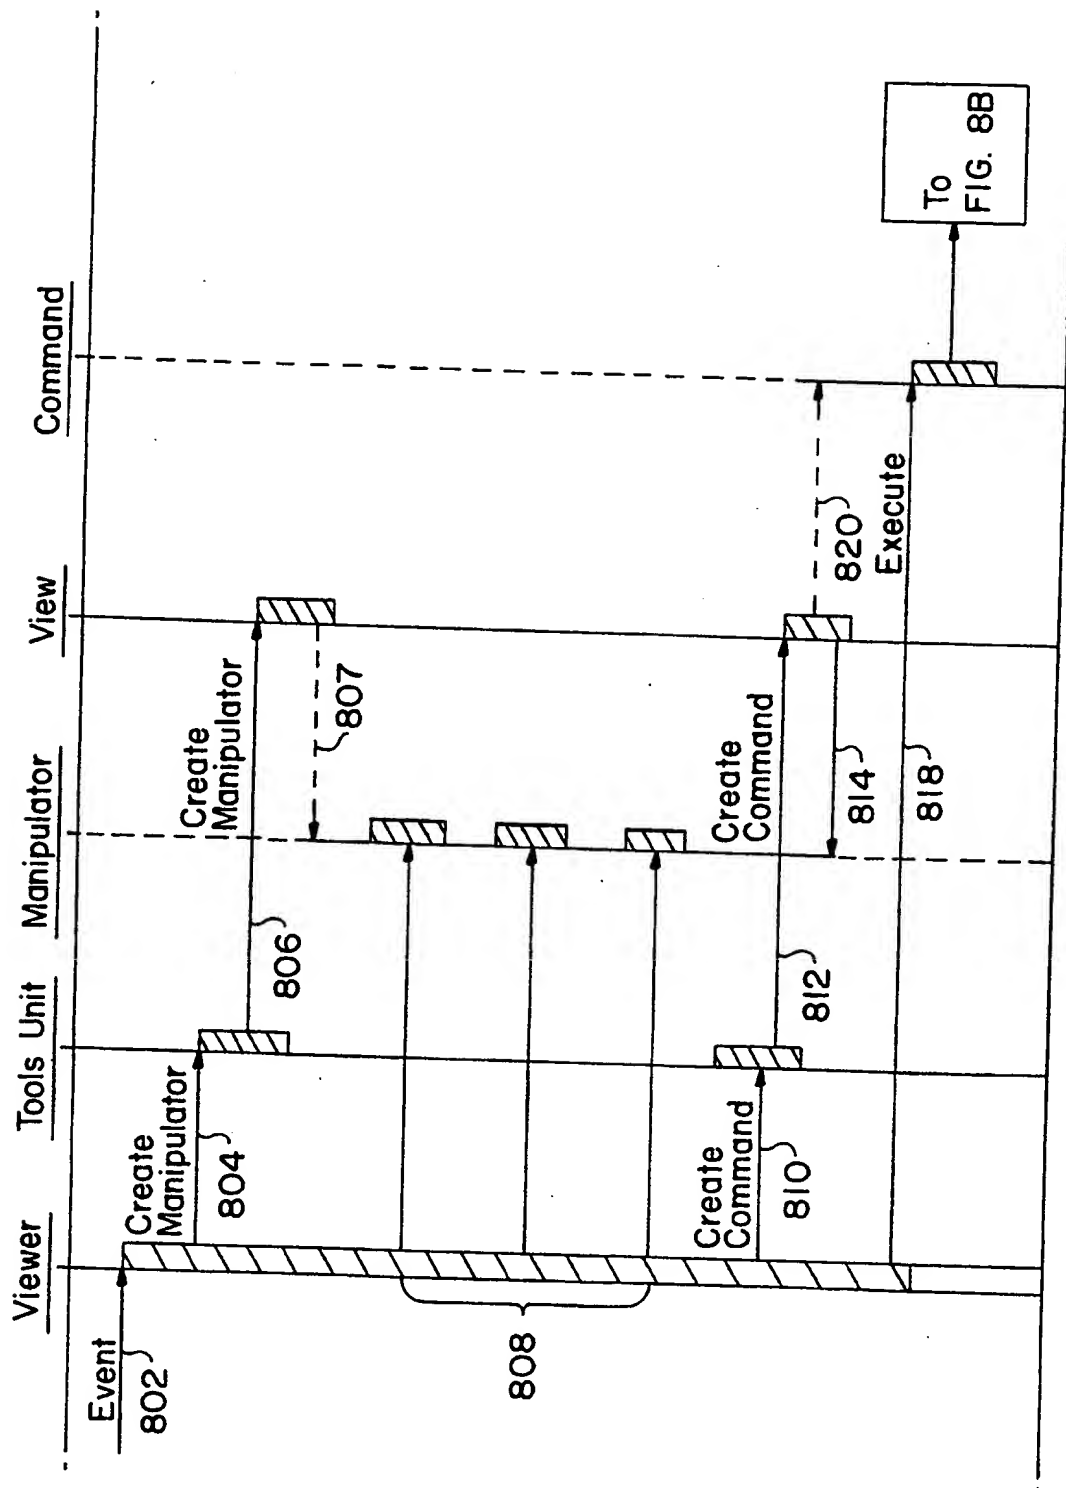 Viewer
Tools Unit
Manipulator
View
Command
Event
802
Create
Manipulator
804
Create
Manipulator
806
807
808
Create
Command
810
Create
Command
812
814
820
Execute
818
To
FIG. 8B